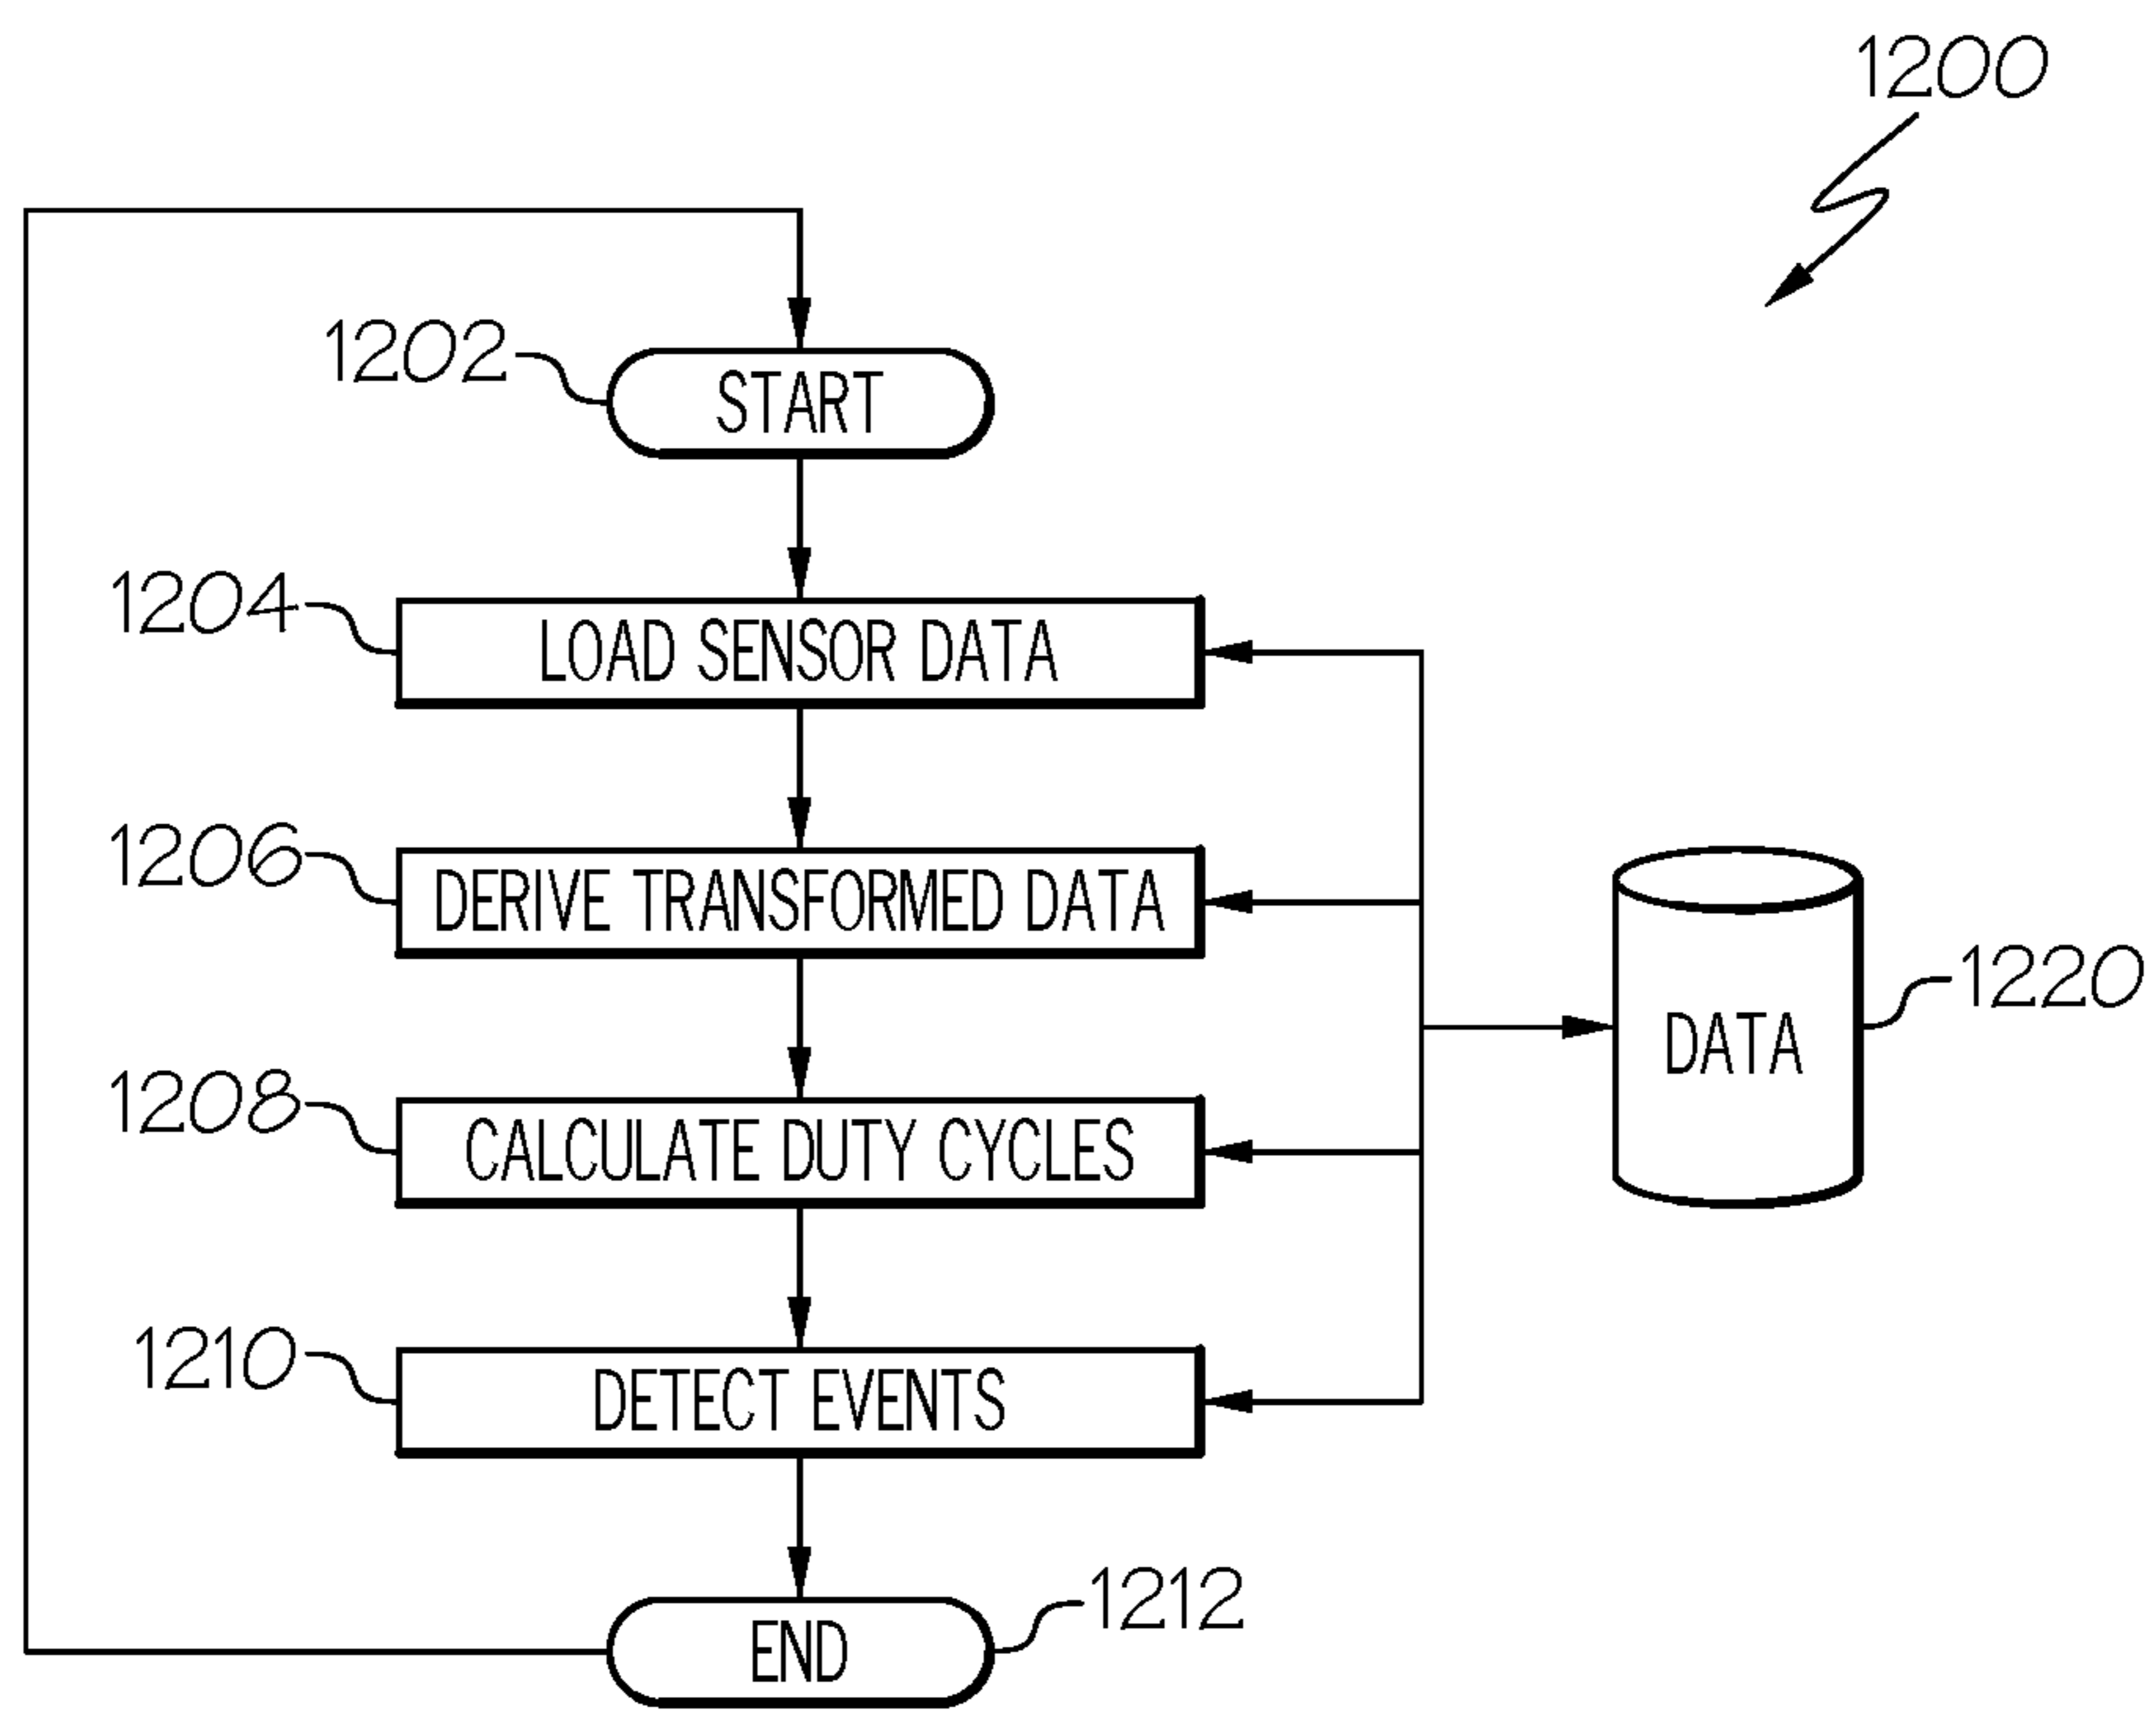 1200
1202
START
1204
LOAD SENSOR DATA
1206
DERIVE TRANSFORMED DATA
1208
CALCULATE DUTY CYCLES
DATA
1220
1210
DETECT EVENTS
END
1212